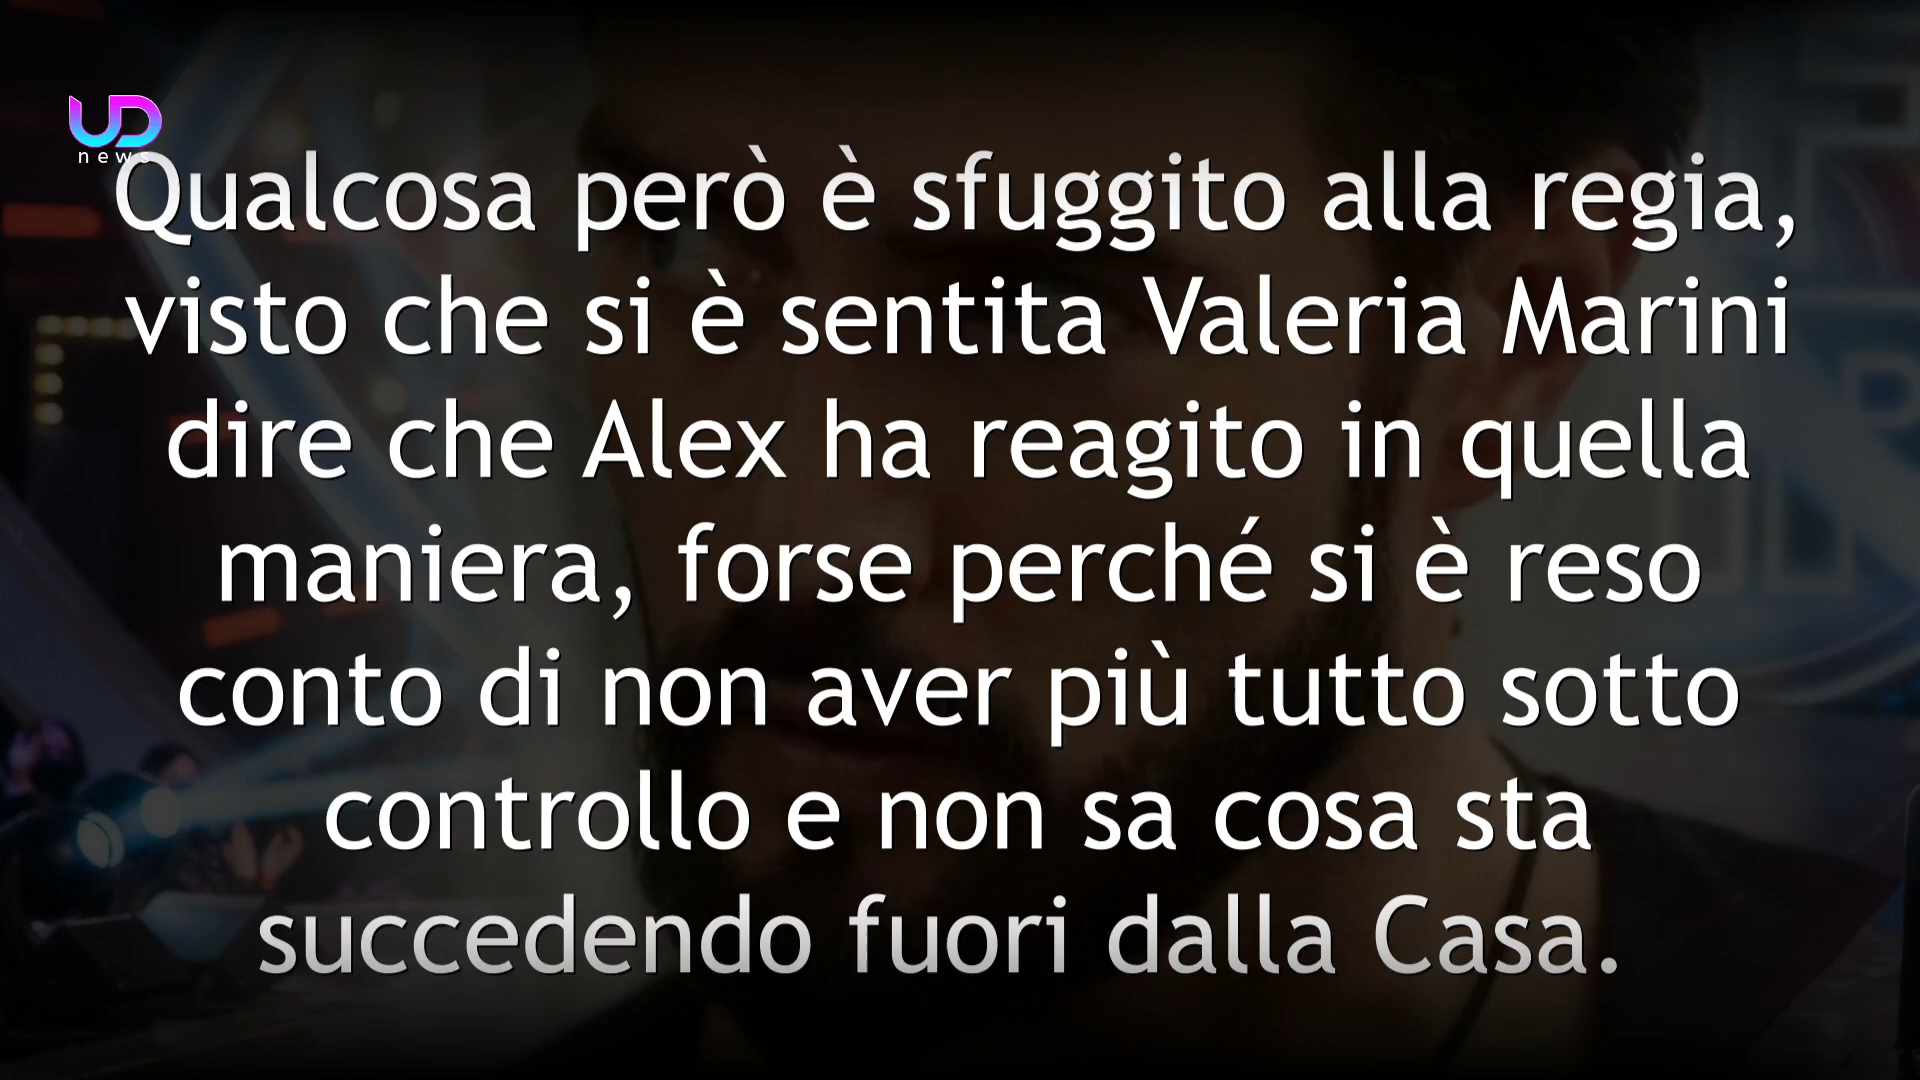 UD
news
Qualcosa però è sfuggito alla regia,
visto che si è sentita Valeria Marini
dire che Alex ha reagito in quella
maniera, forse perché si è reso
conto di non aver più tutto sotto
controllo e non sa cosa sta
succedendo fuori dalla Casa.